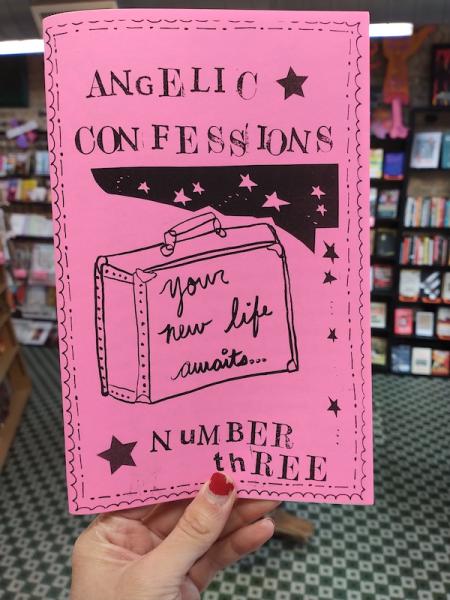 ANgELIC
CONFESSIONS
your
new life
awaits...
NuMBER
thREE